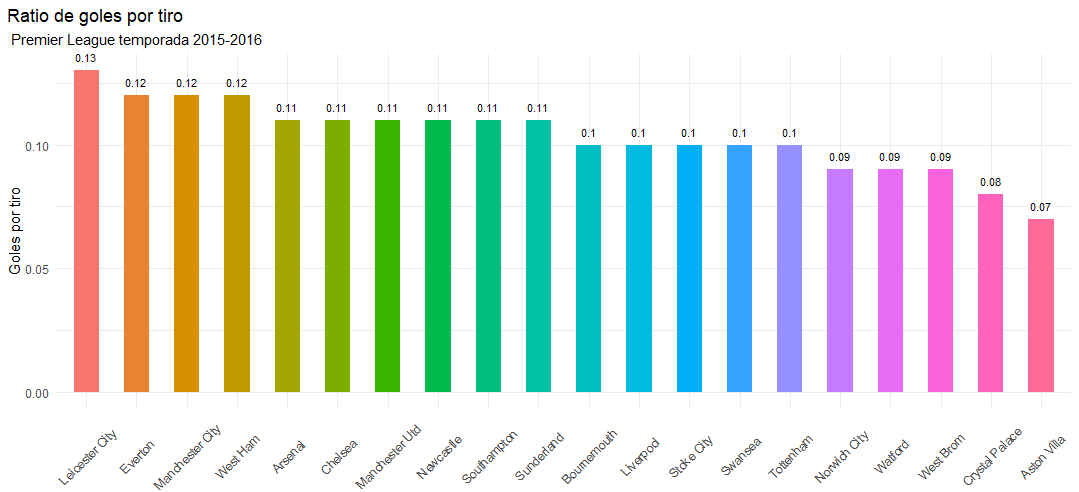 Ratio de goles por tiro
Premier League temporada 2015-2016
Goles por tiro
0.10
0.05
0.00
0.13
0.12
0.12
0.12
0.11
0.11
0.11
0.11
0.11
0.11
0.1
0.1
0.1
0.1
0.1
0.09
0.09
0.09
0.08
0.07
Leicester City
Everton
Manchester City
West Ham
Arsenal
Chelsea
Manchester Utd
Newcastle
Southampton
Sunderland
Bournemouth
Liverpool
Stoke City
Swansea
Tottenham
Norwich City
Watford
West Brom
Crystal Palace
Aston Villa